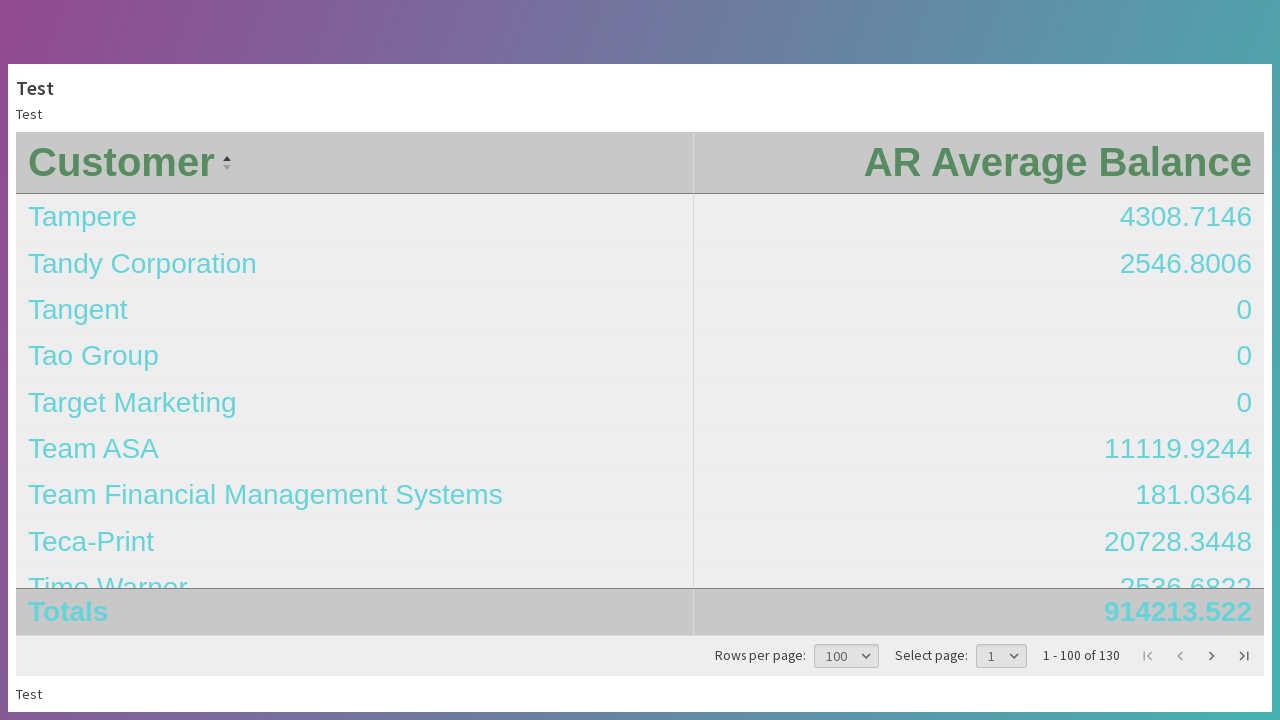 Test
Test
Customer AR Average Balance
Tampere 4308.7146
Tandy Corporation 2546.8006
Tangent 0
Tao Group 0
Target Marketing 0
Team ASA 11119.9244
Team Financial Management Systems 181.0364
Teca-Print 20728.3448
Time Warner 2536.6822
Totals 914213.522
Rows per page: 100 Select page: 1 1 - 100 of 130
Test